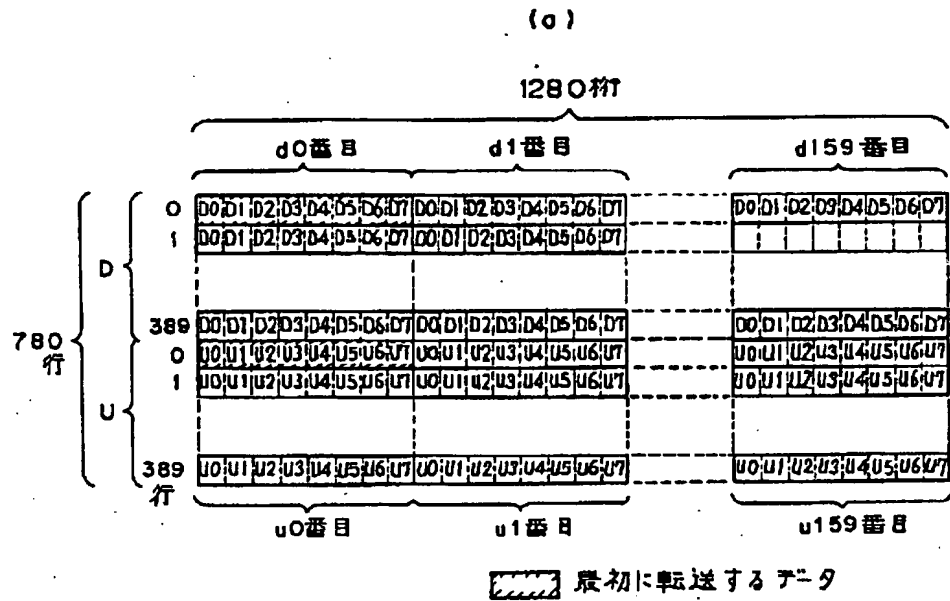 (a)
1280桁
d0番目 d1番目 d159番目
0 D0 D1 D2 D3 D4 D5 D6 D7 D0 D1 D2 D3 D4 D5 D6 D7 D0 D1 D2 D3 D4 D5 D6 D7
1 D0 D1 D2 D3 D4 D5 D6 D7 D0 D1 D2 D3 D4 D5 D6 D7
D
389 D0 D1 D2 D3 D4 D5 D6 D7 D0 D1 D2 D3 D4 D5 D6 D7 D0 D1 D2 D3 D4 D5 D6 D7
780行
0 U0 U1 U2 U3 U4 U5 U6 U7 U0 U1 U2 U3 U4 U5 U6 U7 U0 U1 U2 U3 U4 U5 U6 U7
1 U0 U1 U2 U3 U4 U5 U6 U7 U0 U1 U2 U3 U4 U5 U6 U7 U0 U1 U2 U3 U4 U5 U6 U7
U
389行 U0 U1 U2 U3 U4 U5 U6 U7 U0 U1 U2 U3 U4 U5 U6 U7 U0 U1 U2 U3 U4 U5 U6 U7
u0番目 u1番目 u159番目
最初に転送するデータ